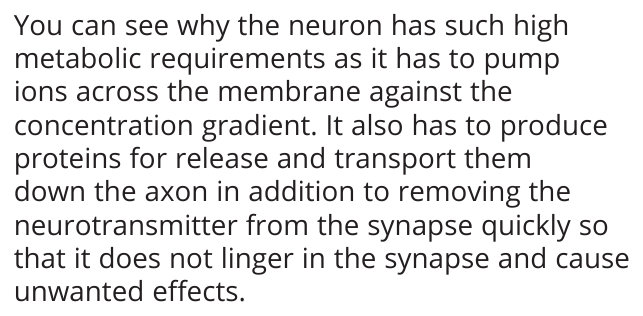 You can see why the neuron has such high
metabolic requirements as it has to pump
ions across the membrane against the
concentration gradient. It also has to produce
proteins for release and transport them
down the axon in addition to removing the
neurotransmitter from the synapse quickly so
that it does not linger in the synapse and cause
unwanted effects.